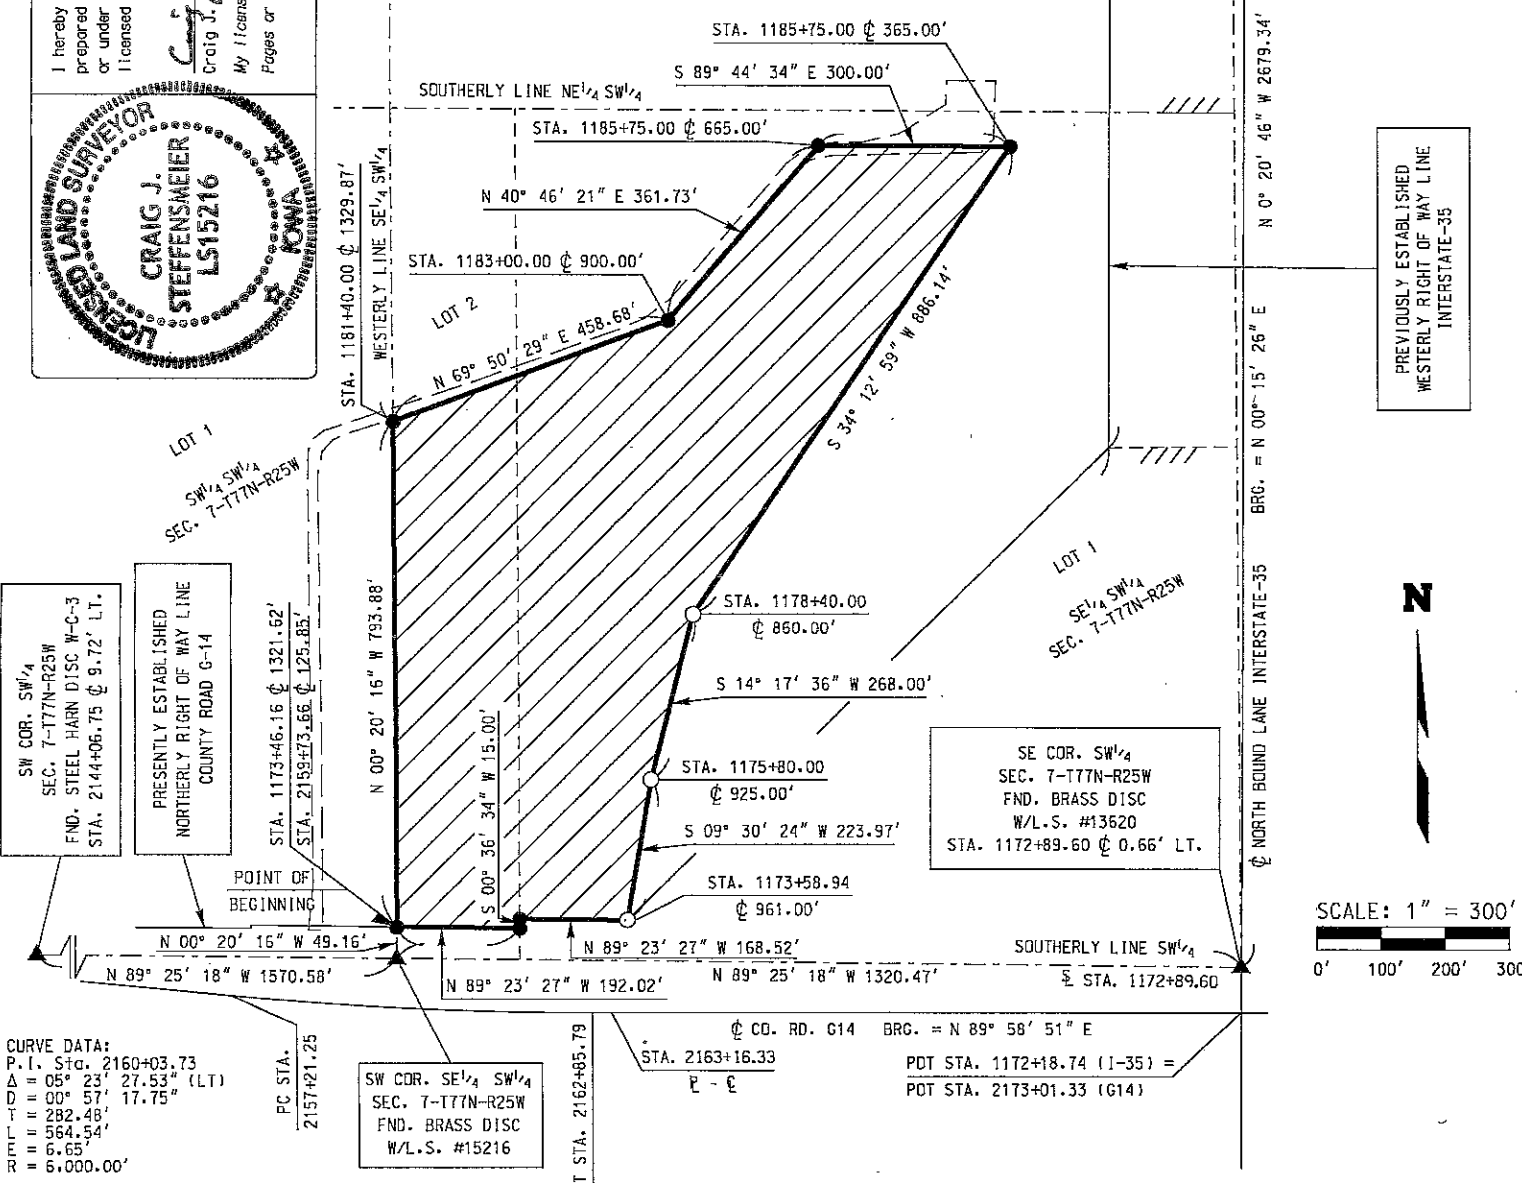 I hereby
prepared
or under
licensed
Craig J.
My licens
Pages or
LICENSED LAND SURVEYOR
CRAIG J.
STEFFENSMEIER
LS15216
IOWA
STA. 1185+75.00 ℄ 365.00'
S 89° 44' 34" E 300.00'
SOUTHERLY LINE NE¹/₄ SW¹/₄
STA. 1185+75.00 ℄ 665.00'
N 40° 46' 21" E 361.73'
STA. 1183+00.00 ℄ 900.00'
STA. 1181+40.00 ℄ 1329.87'
WESTERLY LINE SE¹/₄ SW¹/₄
LOT 2
N 69° 50' 29" E 458.68'
S 34° 12' 59" W 886.14'
N 0° 20' 46" W 2679.34'
BRG. = N 00° 15' 26" E
℄ NORTH BOUND LANE INTERSTATE-35
PREVIOUSLY ESTABLISHED
WESTERLY RIGHT OF WAY LINE
INTERSTATE-35
LOT 1
SW¹/₄ SW¹/₄
SEC. 7-T77N-R25W
LOT 1
SE¹/₄ SW¹/₄
SEC. 7-T77N-R25W
SW COR. SW¹/₄
SEC. 7-T77N-R25W
FND. STEEL HARN DISC W-C-3
STA. 2144+06.75 ℄ 9.72' LT.
PRESENTLY ESTABLISHED
NORTHERLY RIGHT OF WAY LINE
COUNTY ROAD G-14
STA. 1173+46.16 ℄ 1321.62'
STA. 2159+73.66 ℄ 125.85'
N 00° 20' 16" W 793.88'
S 00° 36' 34" W 15.00'
STA. 1178+40.00
℄ 860.00'
S 14° 17' 36" W 268.00'
STA. 1175+80.00
℄ 925.00'
S 09° 30' 24" W 223.97'
STA. 1173+58.94
℄ 961.00'
SE COR. SW¹/₄
SEC. 7-T77N-R25W
FND. BRASS DISC
W/L.S. #13620
STA. 1172+89.60 ℄ 0.66' LT.
N
SCALE: 1" = 300'
0' 100' 200' 300
POINT OF
BEGINNING
N 00° 20' 16" W 49.16'
N 89° 25' 18" W 1570.58'
N 89° 23' 27" W 192.02'
N 89° 23' 27" W 168.52'
N 89° 25' 18" W 1320.47'
SOUTHERLY LINE SW¹/₄
STA. 1172+89.60
℄ CO. RD. G14 BRG. = N 89° 58' 51" E
STA. 2163+16.33
POT STA. 1172+18.74 (I-35) =
POT STA. 2173+01.33 (G14)
PC STA.
2157+21.25
T STA. 2162+85.79
SW COR. SE¹/₄ SW¹/₄
SEC. 7-T77N-R25W
FND. BRASS DISC
W/L.S. #15216
CURVE DATA:
P.I. Sta. 2160+03.73
Δ = 05° 23' 27.53" (LT)
D = 00° 57' 17.75"
T = 282.48'
L = 564.54'
E = 6.65'
R = 6,000.00'